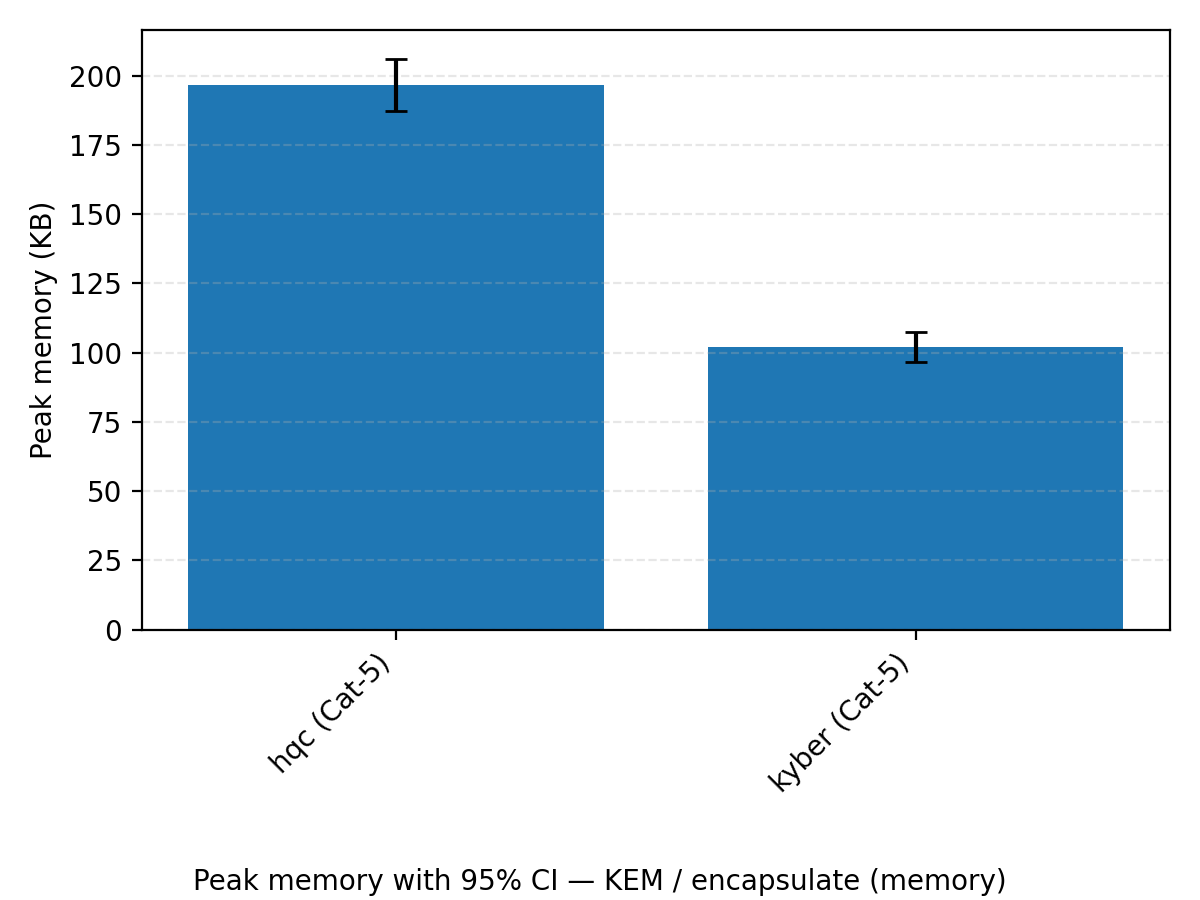 Peak memory (KB)
200
175
150
125
100
75
50
25
0
hqc (Cat-5)
kyber (Cat-5)
Peak memory with 95% CI — KEM / encapsulate (memory)